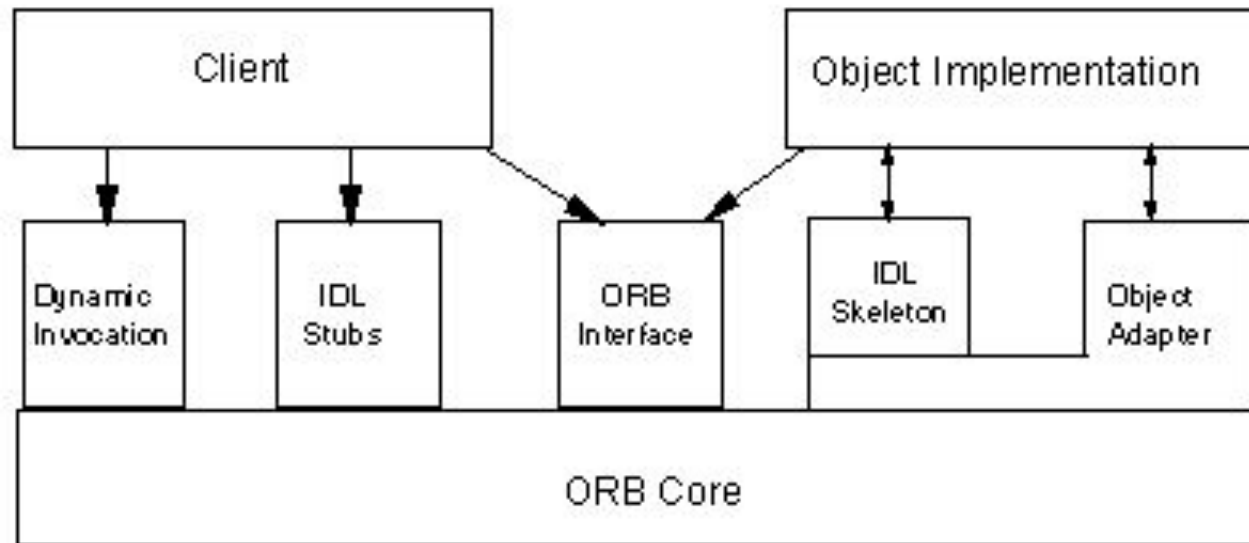 Client
Object Implementation
Dynamic
Invocation
IDL
Stubs
ORB
Interface
IDL
Skeleton
Object
Adapter
ORB Core